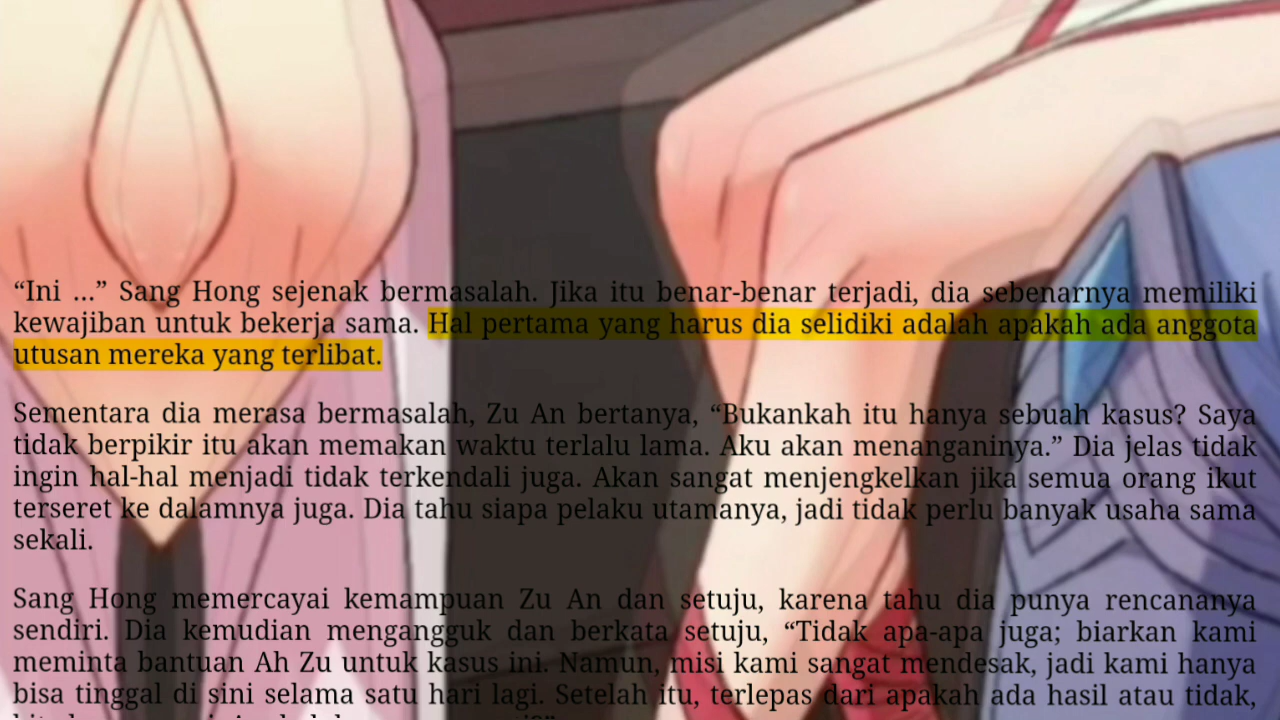 “Ini ...” Sang Hong sejenak bermasalah. Jika itu benar-benar terjadi, dia sebenarnya memiliki
kewajiban untuk bekerja sama. Hal pertama yang harus dia selidiki adalah apakah ada anggota
utusan mereka yang terlibat.
Sementara dia merasa bermasalah, Zu An bertanya, “Bukankah itu hanya sebuah kasus? Saya
tidak berpikir itu akan memakan waktu terlalu lama. Aku akan menanganinya.” Dia jelas tidak
ingin hal-hal menjadi tidak terkendali juga. Akan sangat menjengkelkan jika semua orang ikut
terseret ke dalamnya juga. Dia tahu siapa pelaku utamanya, jadi tidak perlu banyak usaha sama
sekali.
Sang Hong memercayai kemampuan Zu An dan setuju, karena tahu dia punya rencananya
sendiri. Dia kemudian mengangguk dan berkata setuju, “Tidak apa-apa juga; biarkan kami
meminta bantuan Ah Zu untuk kasus ini. Namun, misi kami sangat mendesak, jadi kami hanya
bisa tinggal di sini selama satu hari lagi. Setelah itu, terlepas dari apakah ada hasil atau tidak,